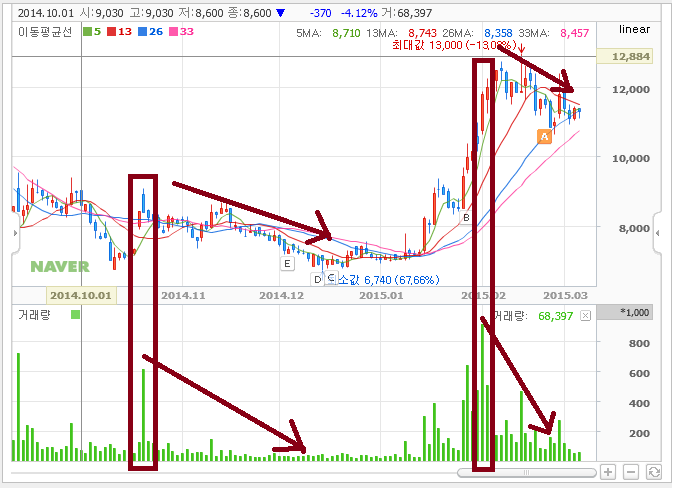 2014.10.01 시:9,030 고:9,030 저:8,600 종:8,600 ▼ -370 -4.12% 거:68,397
이동평균선 5 13 26 33 5MA: 8,710 13MA: 8,743 26MA: 8,358 33MA: 8,457 linear
최대값 13,000 (-13,08%)
12,884
12,000
A
10,000
B
8,000
E
NAVER
D
소값 6,740 (67,66%)
2014.10.01 2014.11 2014.12 2015.01 2015.02 2015.03
거래량 거래량: 68,397 *1,000
800
600
400
200